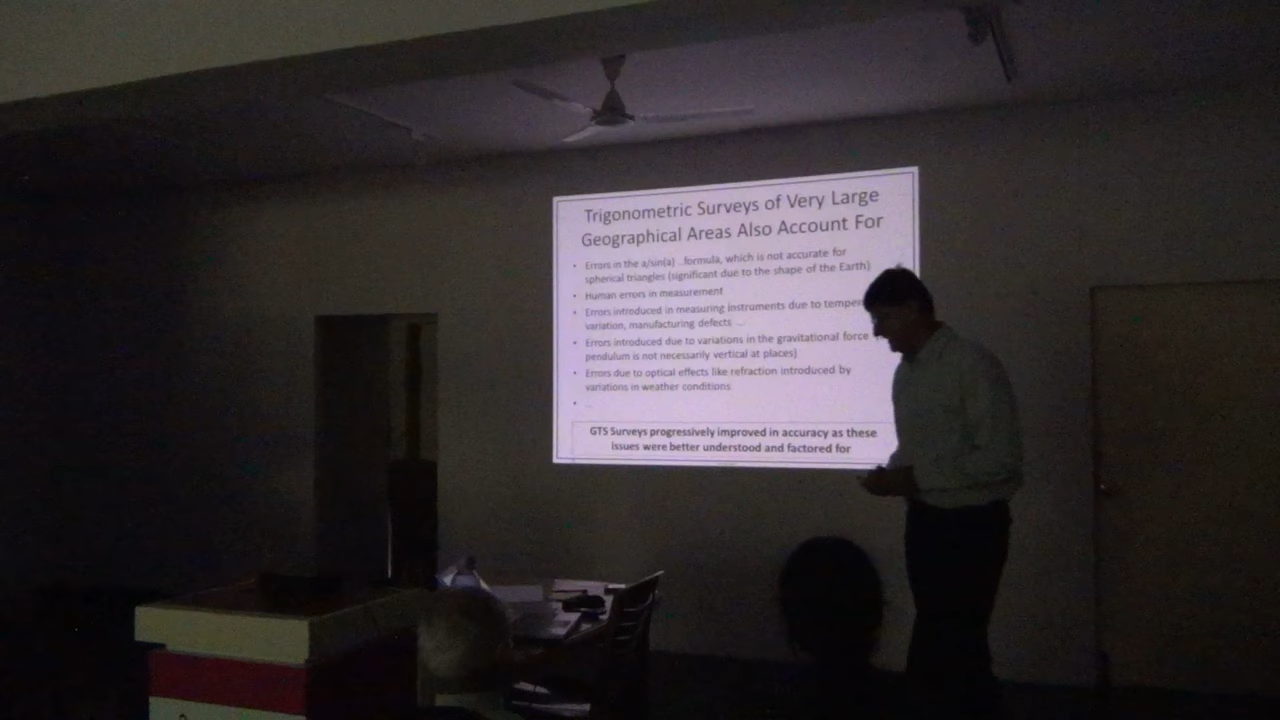 Trigonometric Surveys of Very Large
Geographical Areas Also Account For
• Errors in the a/sin(a) ..formula, which is not accurate for
spherical triangles (significant due to the shape of the Earth)
• Human errors in measurement
• Errors introduced in measuring instruments due to
variation, manufacturing defects ...
• Errors introduced due to variations in the gravitational force
pendulum is not necessarily vertical at places)
• Errors due to optical effects like refraction introduced by
variations in weather conditions
• ...
GTS Surveys progressively improved in accuracy as these
issues were better understood and factored for